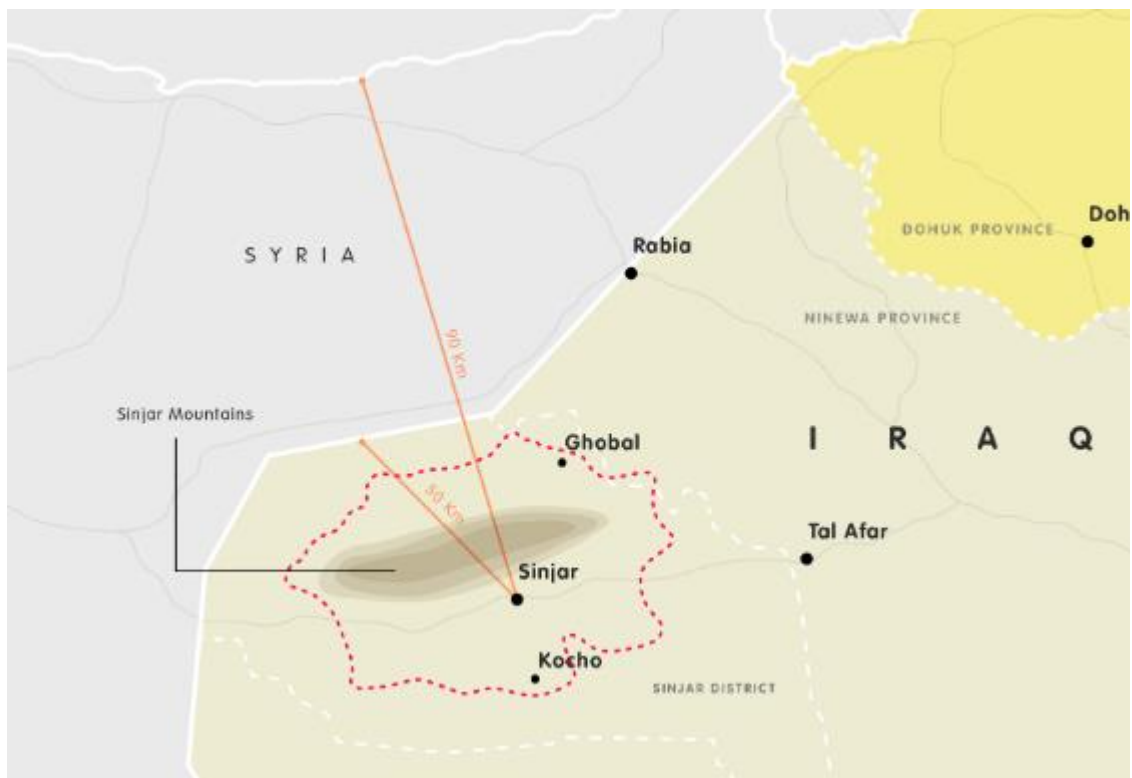 Doh
DOHUK PROVINCE
Rabia
SYRIA
NINEWA PROVINCE
90 Km
Sinjar Mountains
IRAQ
Ghobal
50 Km
Tal Afar
Sinjar
Kocho
SINJAR DISTRICT